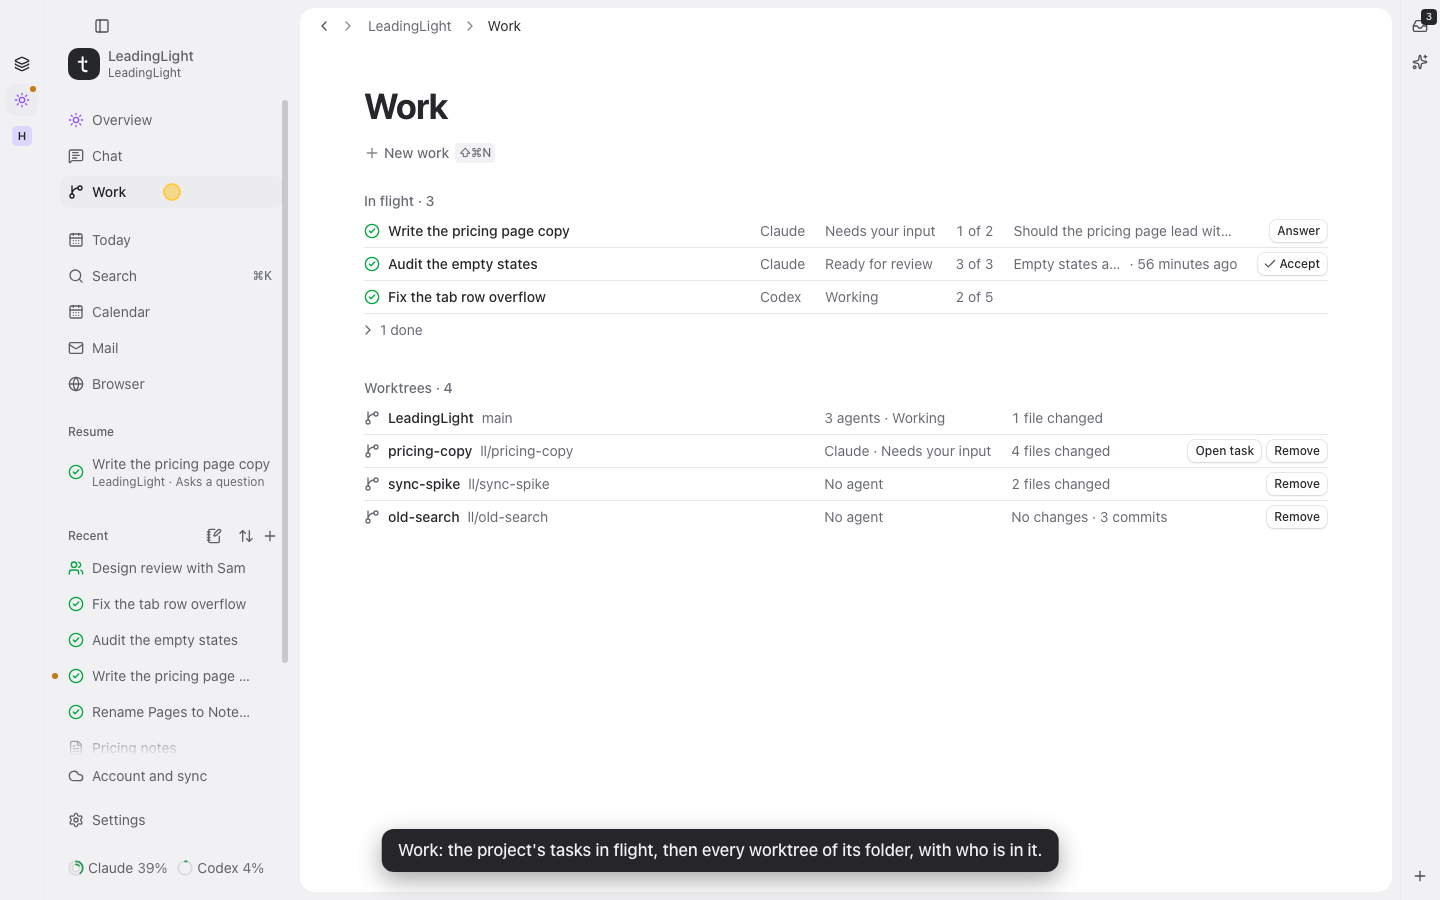 LeadingLight
LeadingLight
H
Overview
Chat
Work
Today
Search ⌘K
Calendar
Mail
Browser
Resume
Write the pricing page copy
LeadingLight · Asks a question
Recent
Design review with Sam
Fix the tab row overflow
Audit the empty states
Write the pricing page ...
Rename Pages to Note...
Pricing notes
Account and sync
Settings
Claude 39% Codex 4%
LeadingLight Work
Work
New work ⇧⌘N
In flight · 3
Write the pricing page copy Claude Needs your input 1 of 2 Should the pricing page lead wit... Answer
Audit the empty states Claude Ready for review 3 of 3 Empty states a... · 56 minutes ago Accept
Fix the tab row overflow Codex Working 2 of 5
1 done
Worktrees · 4
LeadingLight main 3 agents · Working 1 file changed
pricing-copy ll/pricing-copy Claude · Needs your input 4 files changed Open task Remove
sync-spike ll/sync-spike No agent 2 files changed Remove
old-search ll/old-search No agent No changes · 3 commits Remove
Work: the project's tasks in flight, then every worktree of its folder, with who is in it.
3